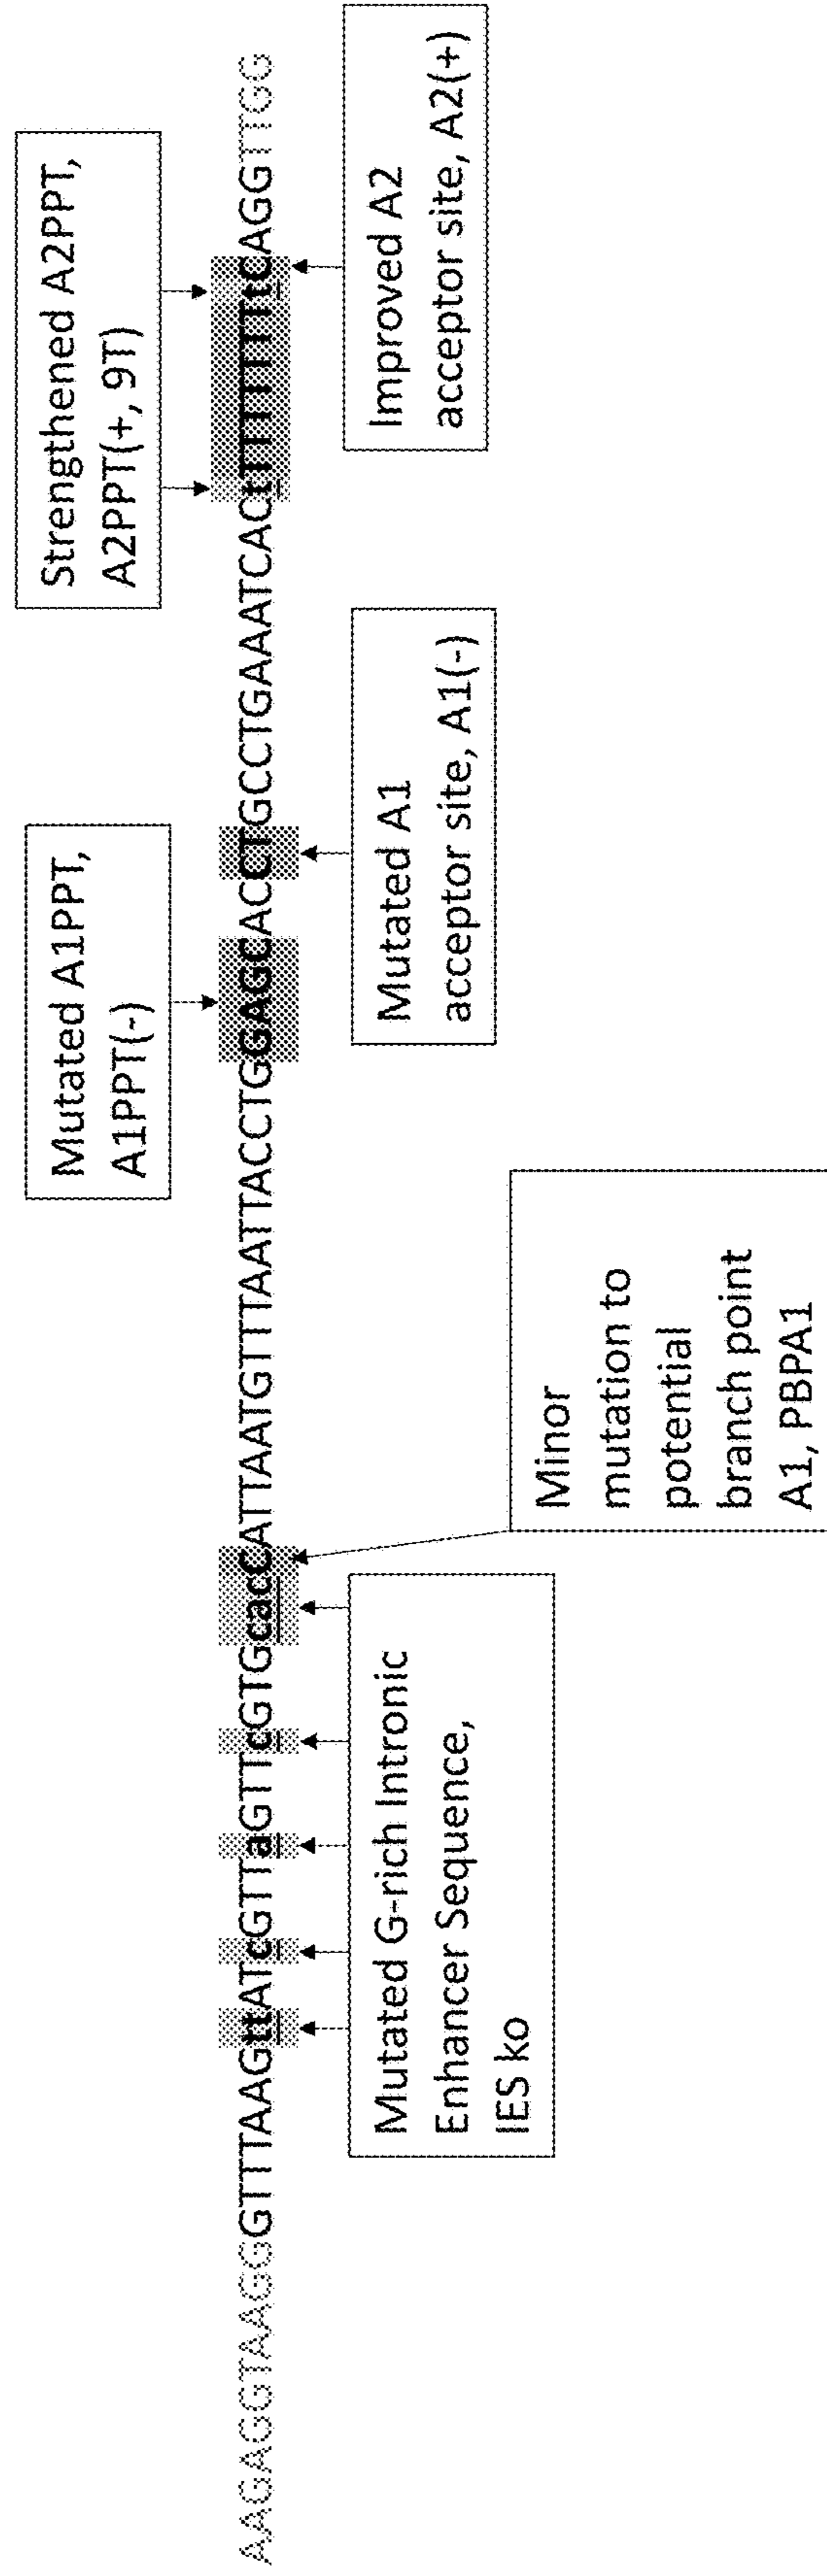 Mutated A1PPT,
A1PPT(-)
Strengthened A2PPT,
A2PPT(+, 9T)
AAGAGGTAAGGGTTTAAGttATcGTTaGTTcGTGcacCATTAATGTTTAATTACCTGGAGCACCTGCCTGAAATCACtTTTTTTTtCAGGTTGG
Mutated G-rich Intronic
Enhancer Sequence,
IES ko
Minor
mutation to
potential
branch point
A1, PBPA1
Mutated A1
acceptor site, A1(-)
Improved A2
acceptor site, A2(+)